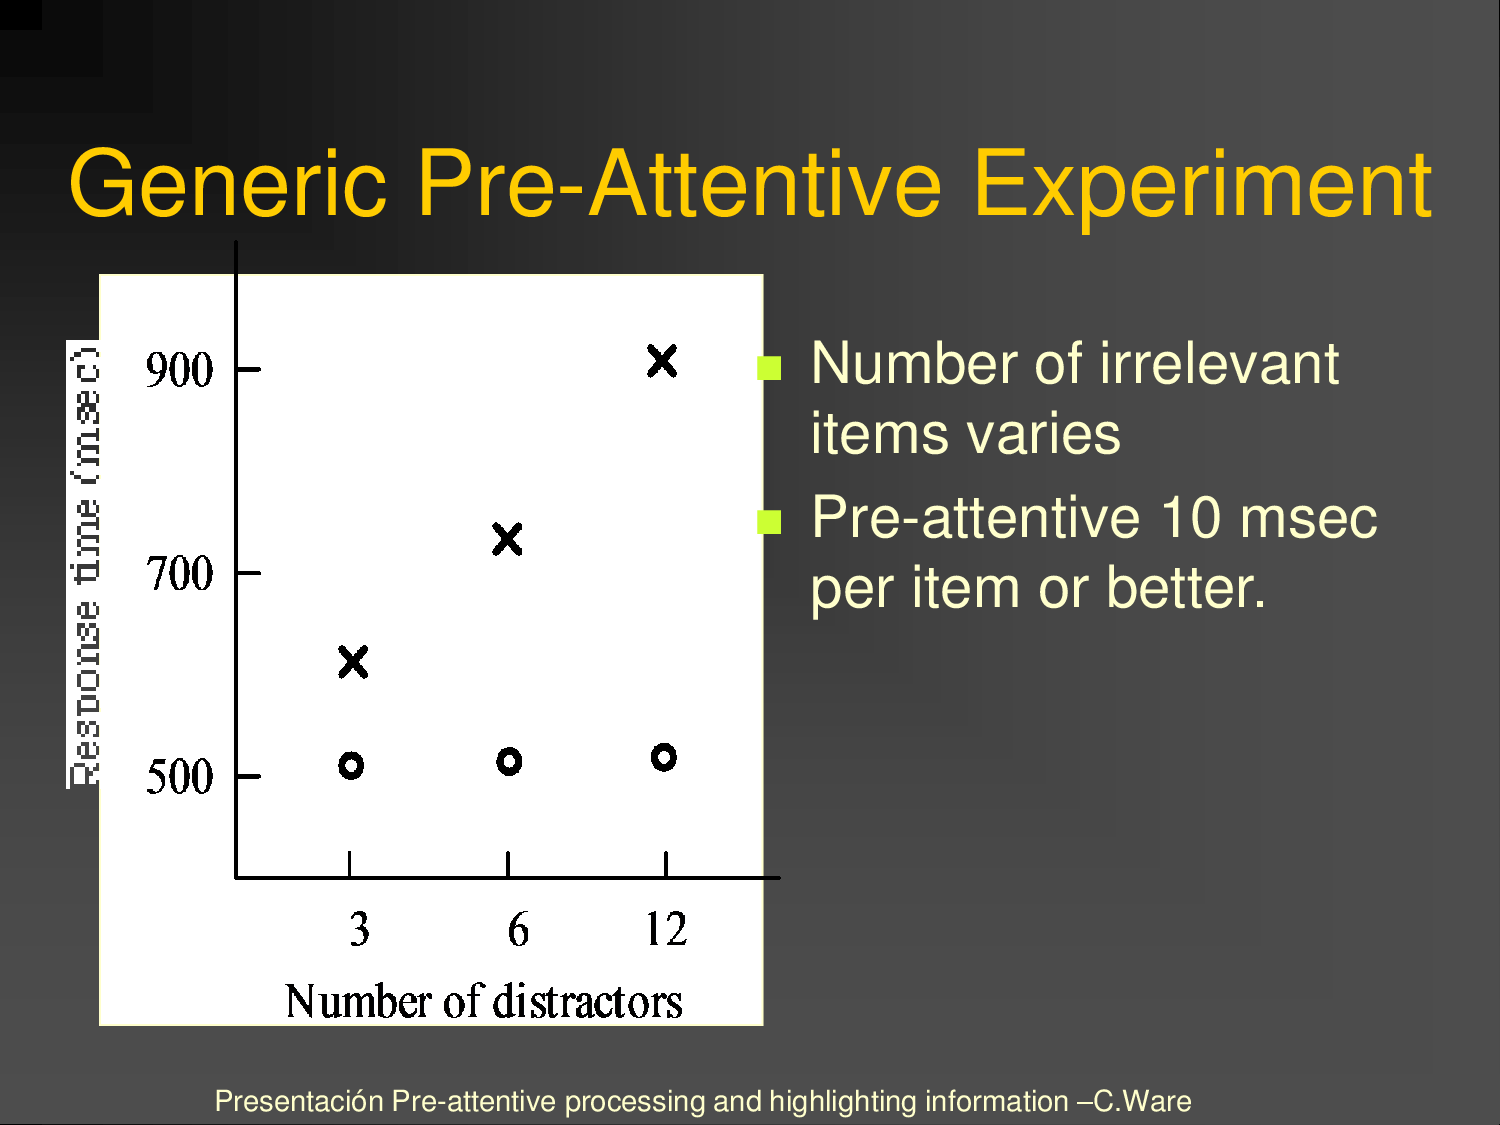 Generic Pre-Attentive Experiment
Response time (msec)
900
700
500
3 6 12
Number of distractors
Number of irrelevant
items varies
Pre-attentive 10 msec
per item or better.
Presentación Pre-attentive processing and highlighting information –C.Ware